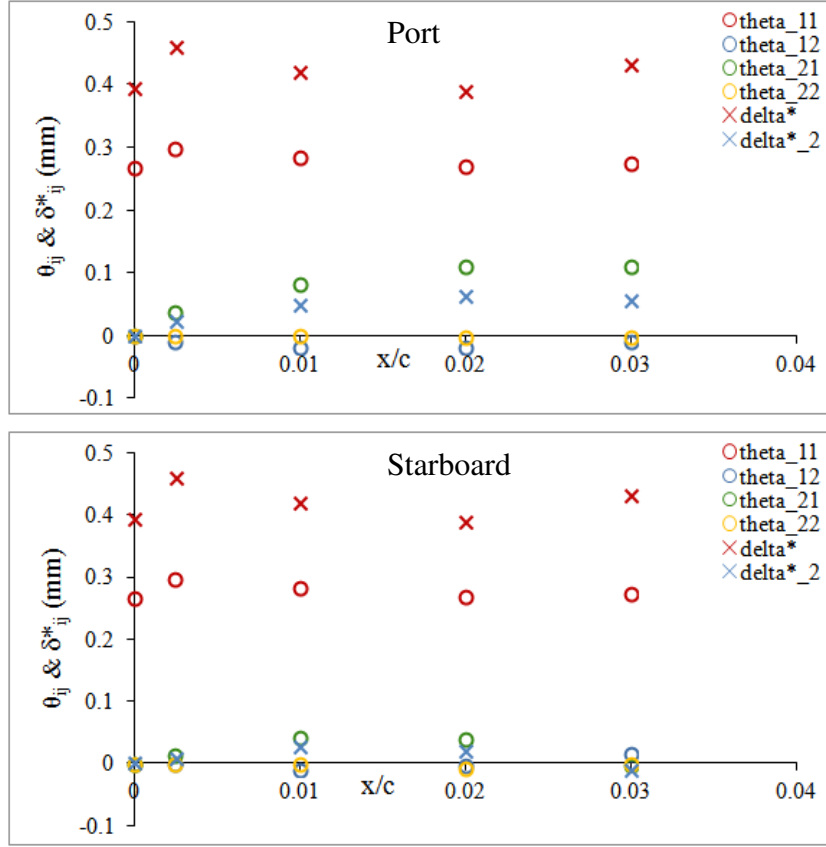 Port
0.5
0.4
0.3
0.2
0.1
0
-0.1
θij & δ*ij (mm)
0
0.01
0.02
0.03
0.04
x/c
theta_11
theta_12
theta_21
theta_22
delta*
delta*_2
Starboard
0.5
0.4
0.3
0.2
0.1
0
-0.1
θij & δ*ij (mm)
0
0.01
0.02
0.03
0.04
x/c
theta_11
theta_12
theta_21
theta_22
delta*
delta*_2